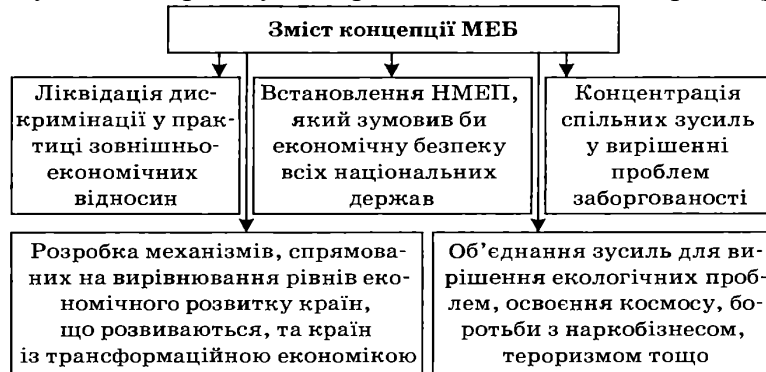 Зміст концепції МЕБ
Ліквідація дис-
кримінації у прак-
тиці зовнішньо-
економічних
відносин
Встановлення НМЕП,
який зумовив би
економічну безпеку
всіх національних
держав
Концентрація
спільних зусиль
у вирішенні
проблем
заборгованості
Розробка механізмів, спрямова-
них на вирівнювання рівнів еко-
номічного розвитку країн,
що розвиваються, та країн
із трансформаційною економікою
Об’єднання зусиль для ви-
рішення екологічних проб-
лем, освоєння космосу, бо-
ротьби з наркобізнесом,
тероризмом тощо